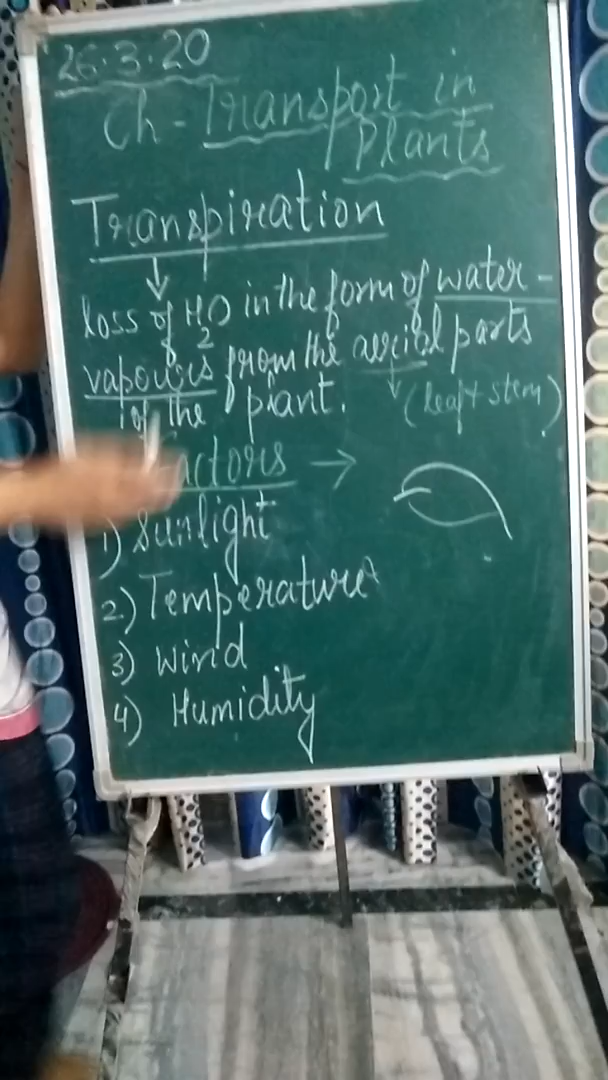 26.3.20
Ch - Transport in
Plants
Transpiration
↓
loss of H2O in the form of water-
vapours from the aerial parts
↓ (leaf + stem)
of the plant.
Factors →
1) Sunlight
2) Temperature
3) Wind
4) Humidity